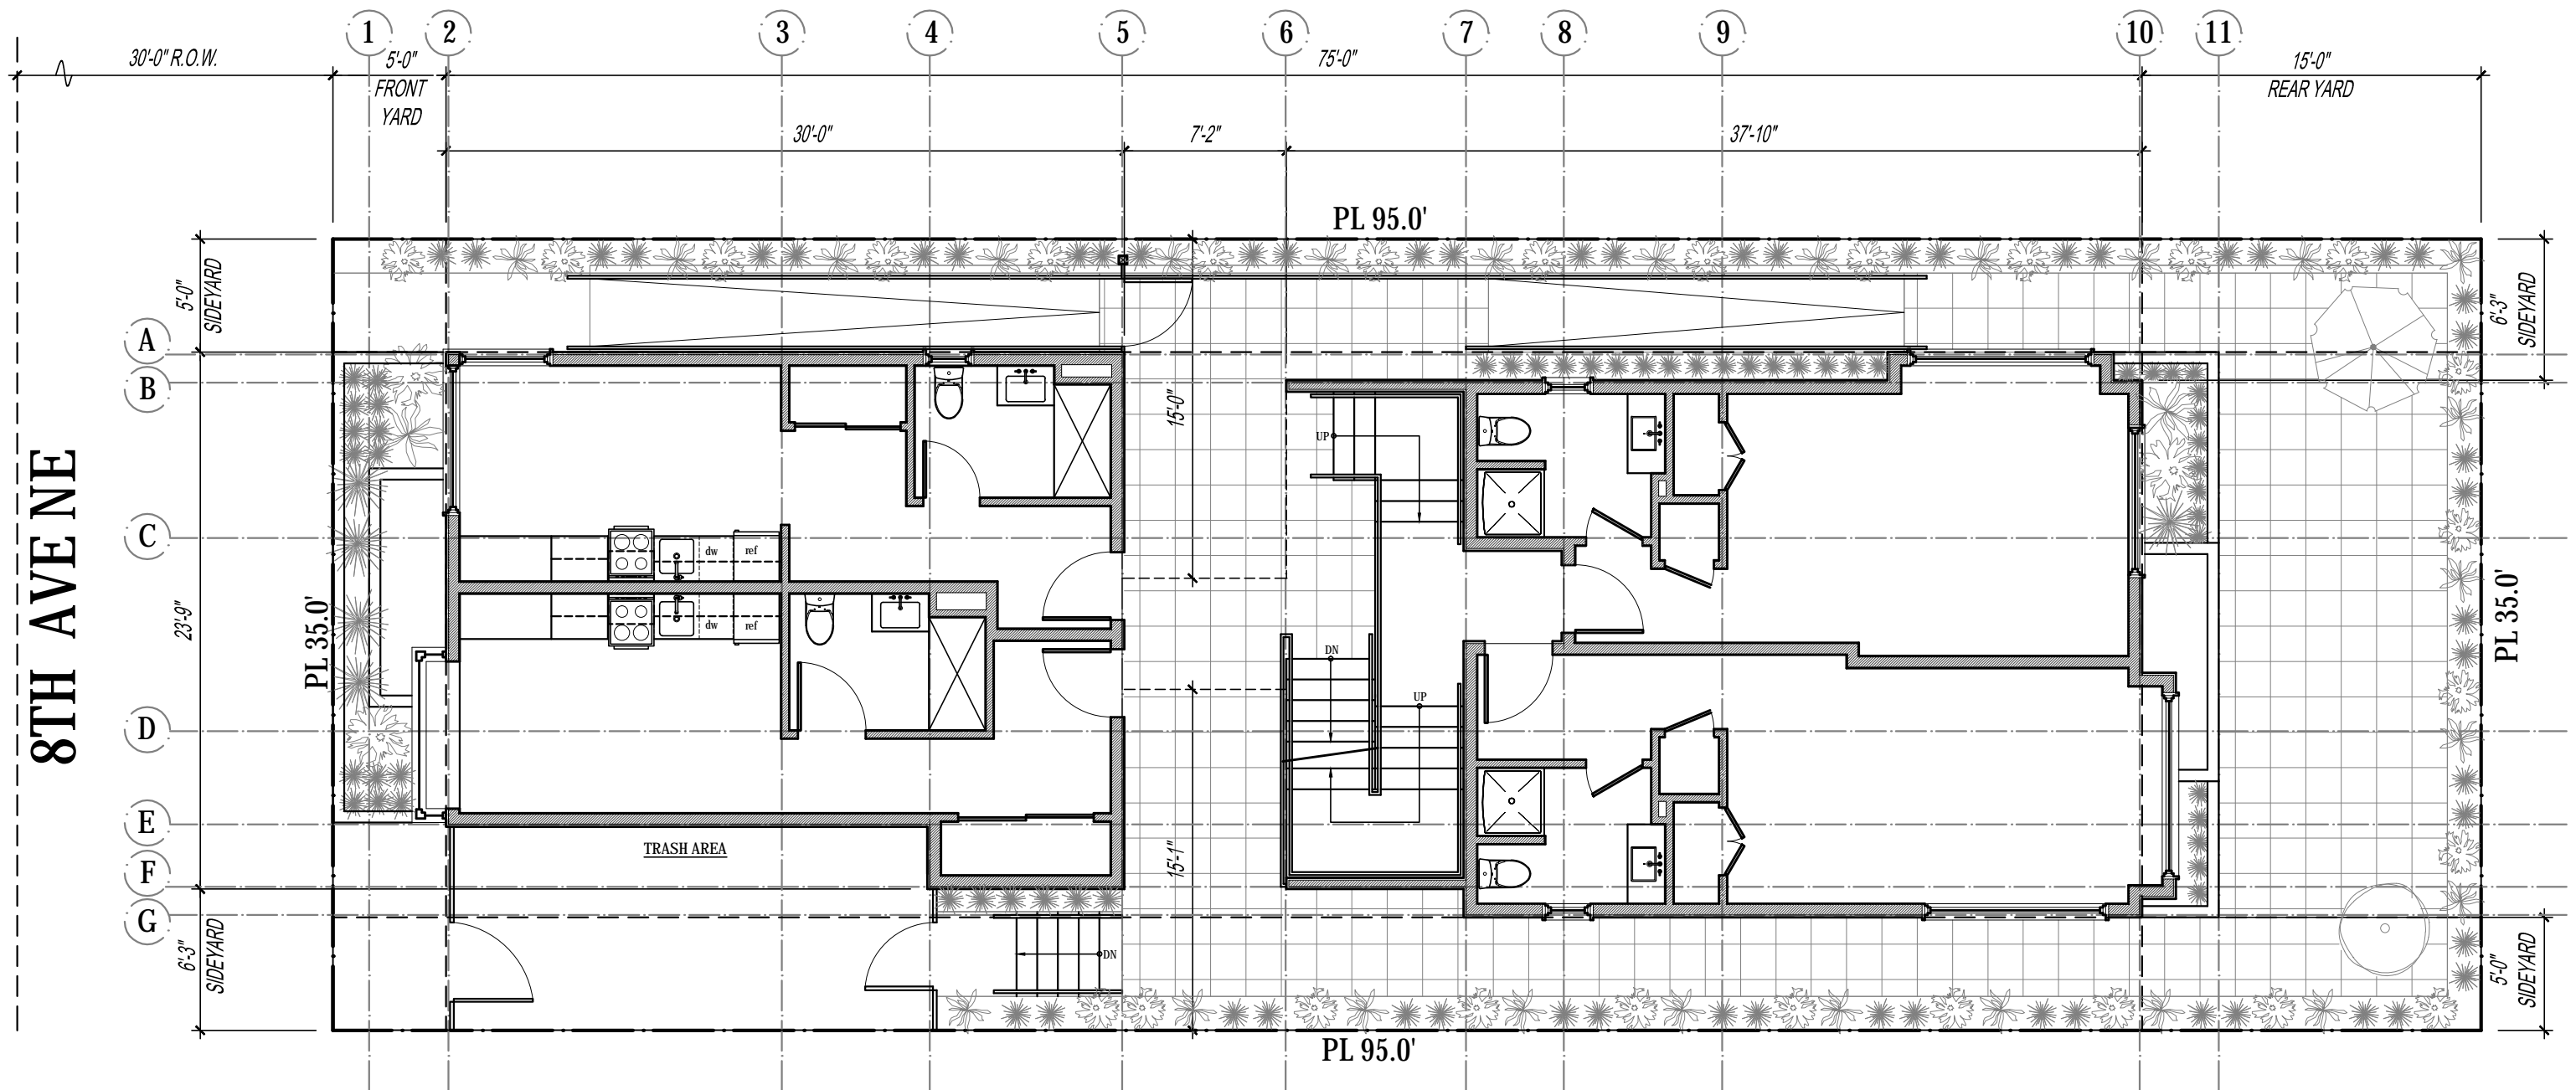 1 2 3 4 5 6 7 8 9 10 11
30'-0" R.O.W.
5'-0"
FRONT
YARD
75'-0"
15'-0"
REAR YARD
30'-0"
7'-2"
37'-10"
PL 95.0'
5'-0"
SIDEYARD
6'-3"
SIDEYARD
A
B
C
D
E
F
G
8TH AVE NE
23'-9"
PL 35.0'
15'-0"
UP
dw
ref
dw
ref
DN
UP
PL 35.0'
TRASH AREA
15'-1"
6'-3"
SIDEYARD
DN
5'-0"
SIDEYARD
PL 95.0'